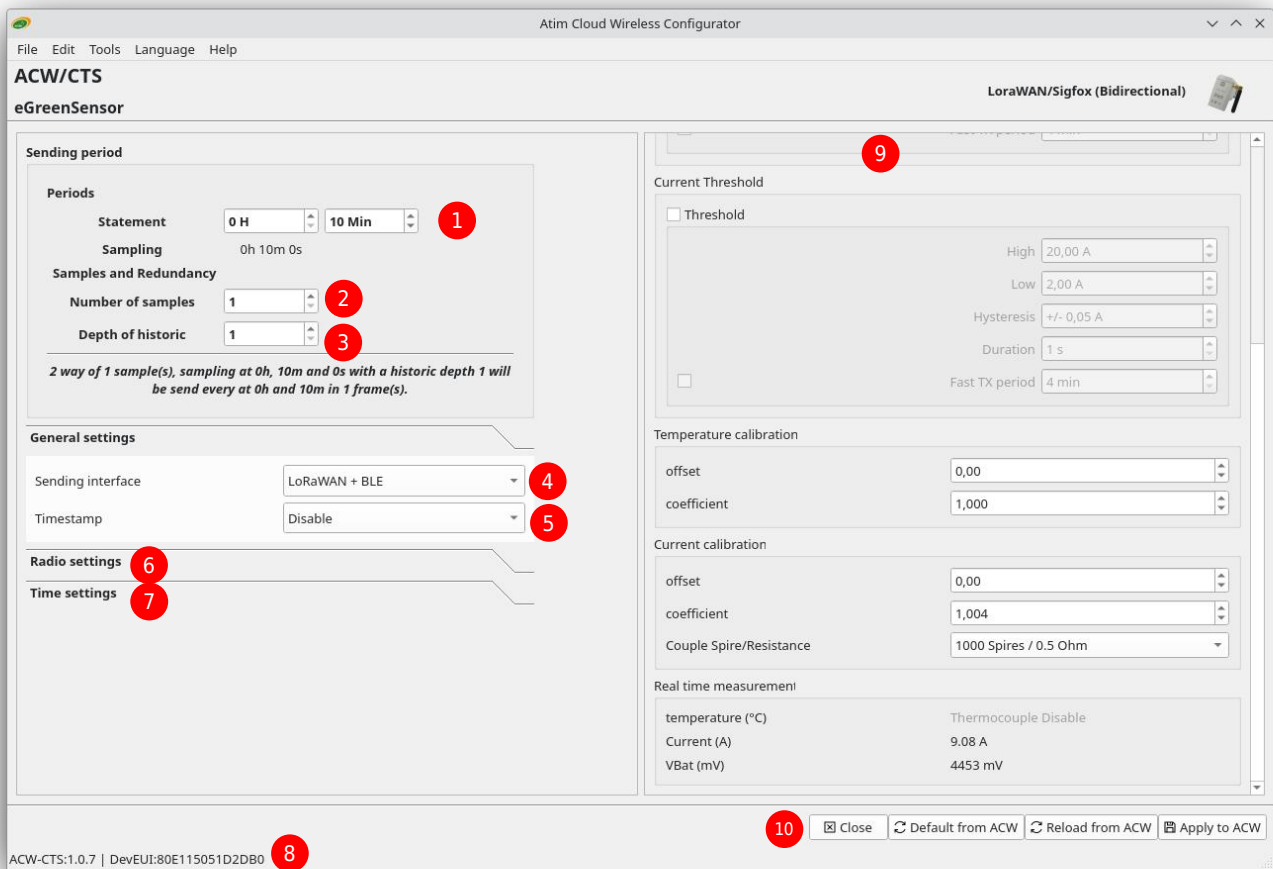 Atim Cloud Wireless Configurator
File Edit Tools Language Help
ACW/CTS
eGreenSensor
LoraWAN/Sigfox (Bidirectional)
Sending period
Periods
Statement 0 H 10 Min 1
Sampling 0h 10m 0s
Samples and Redundancy
Number of samples 1 2
Depth of historic 1 3
2 way of 1 sample(s), sampling at 0h, 10m and 0s with a historic depth 1 will
be send every at 0h and 10m in 1 frame(s).
General settings
Sending interface LoRaWAN + BLE 4
Timestamp Disable 5
Radio settings 6
Time settings 7
9
Current Threshold
Threshold
High 20,00 A
Low 2,00 A
Hysteresis +/- 0,05 A
Duration 1 s
Fast TX period 4 min
Temperature calibration
offset 0,00
coefficient 1,000
Current calibration
offset 0,00
coefficient 1,004
Couple Spire/Resistance 1000 Spires / 0.5 Ohm
Real time measurement
temperature (°C) Thermocouple Disable
Current (A) 9.08 A
VBat (mV) 4453 mV
10 Close Default from ACW Reload from ACW Apply to ACW
ACW-CTS:1.0.7 | DevEUI:80E115051D2DB0 8